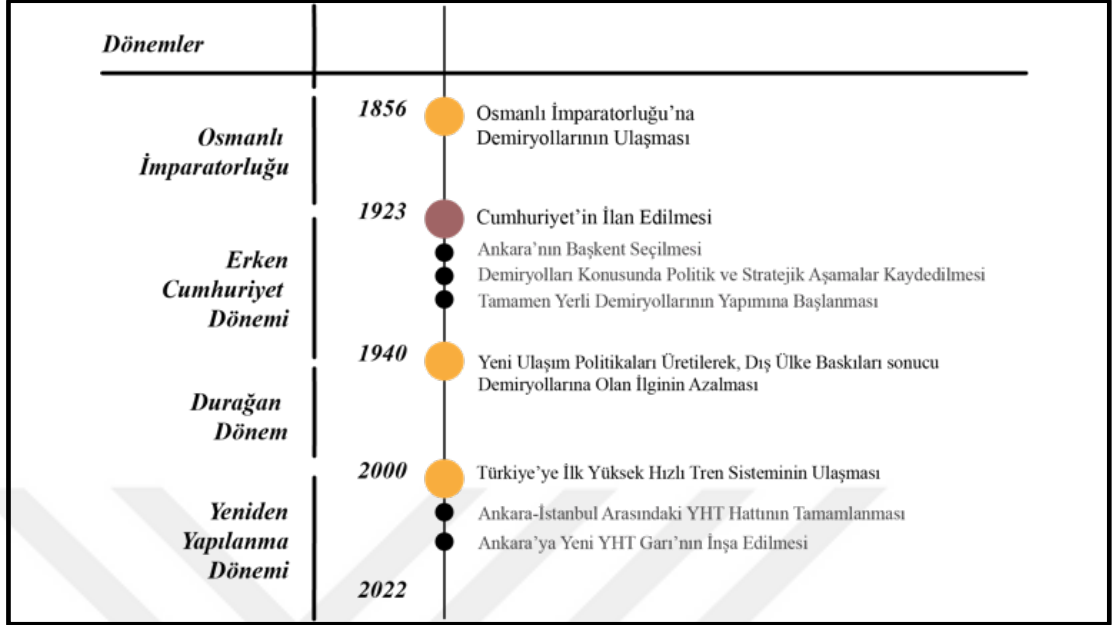 Dönemler
Osmanlı
İmparatorluğu
1856
Osmanlı İmparatorluğu'na
Demiryollarının Ulaşması
Erken
Cumhuriyet
Dönemi
1923
Cumhuriyet'in İlan Edilmesi
Ankara'nın Başkent Seçilmesi
Demiryolları Konusunda Politik ve Stratejik Aşamalar Kaydedilmesi
Tamamen Yerli Demiryollarının Yapımına Başlanması
Durağan
Dönem
1940
Yeni Ulaşım Politikaları Üretilerek, Dış Ülke Baskıları sonucu
Demiryollarına Olan İlginin Azalması
Yeniden
Yapılanma
Dönemi
2000
Türkiye'ye İlk Yüksek Hızlı Tren Sisteminin Ulaşması
Ankara-İstanbul Arasındaki YHT Hattının Tamamlanması
Ankara'ya Yeni YHT Garı'nın İnşa Edilmesi
2022